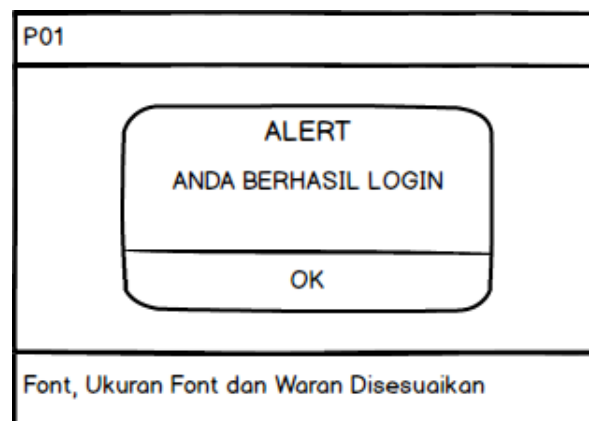 P01
ALERT
ANDA BERHASIL LOGIN
OK
Font, Ukuran Font dan Waran Disesuaikan